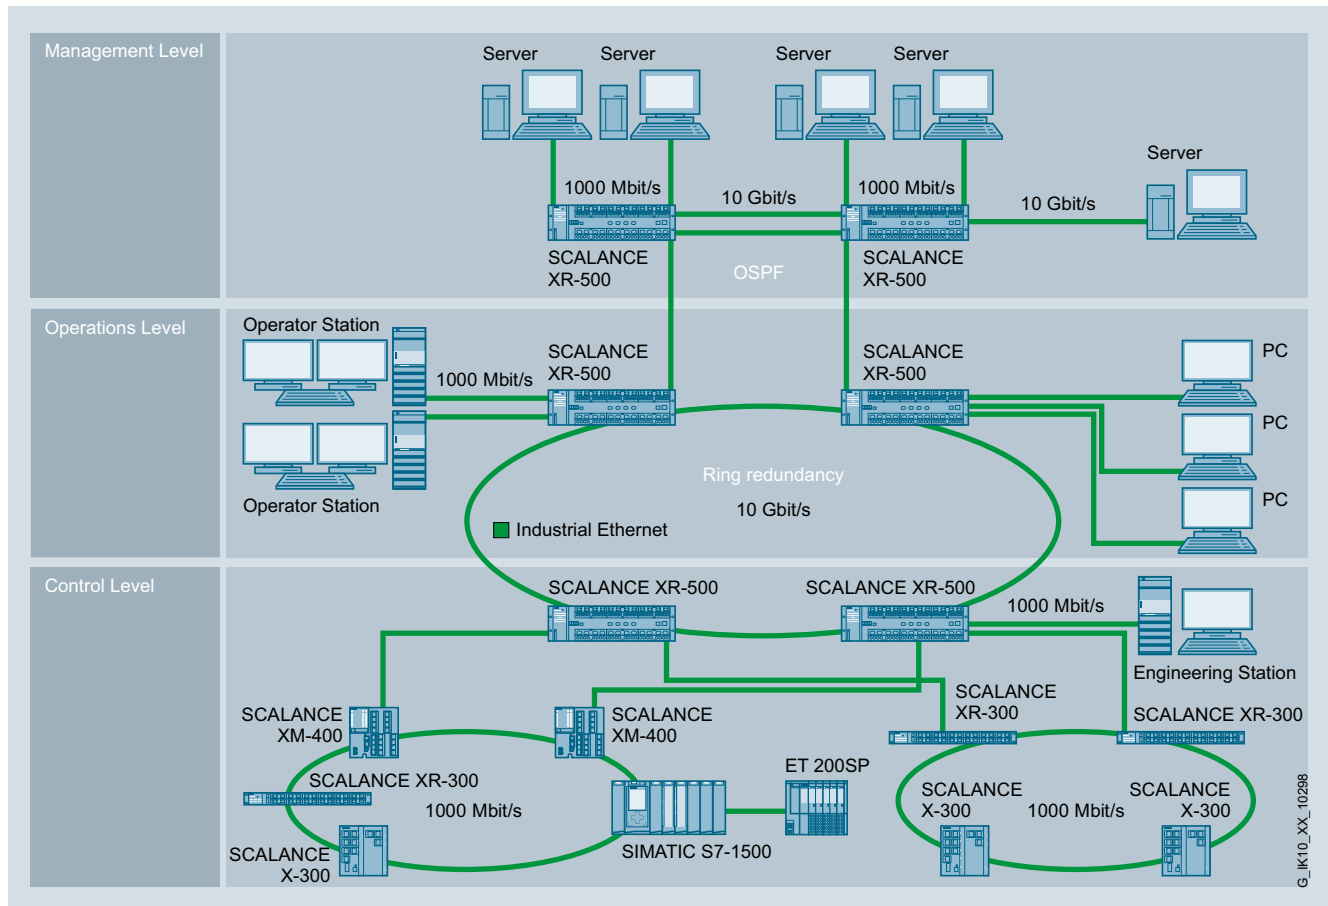 Management Level
Server
Server
Server
Server
Server
1000 Mbit/s
10 Gbit/s
1000 Mbit/s
10 Gbit/s
SCALANCE
XR-500
OSPF
SCALANCE
XR-500
Operations Level
Operator Station
SCALANCE
XR-500
SCALANCE
XR-500
PC
1000 Mbit/s
PC
Operator Station
Ring redundancy
10 Gbit/s
PC
Industrial Ethernet
Control Level
SCALANCE XR-500
SCALANCE XR-500
1000 Mbit/s
Engineering Station
SCALANCE
XM-400
SCALANCE
XM-400
SCALANCE
XR-300
SCALANCE XR-300
SCALANCE XR-300
1000 Mbit/s
ET 200SP
SCALANCE
X-300
1000 Mbit/s
SCALANCE
X-300
SCALANCE
X-300
SIMATIC S7-1500
G_IK10_XX_10298